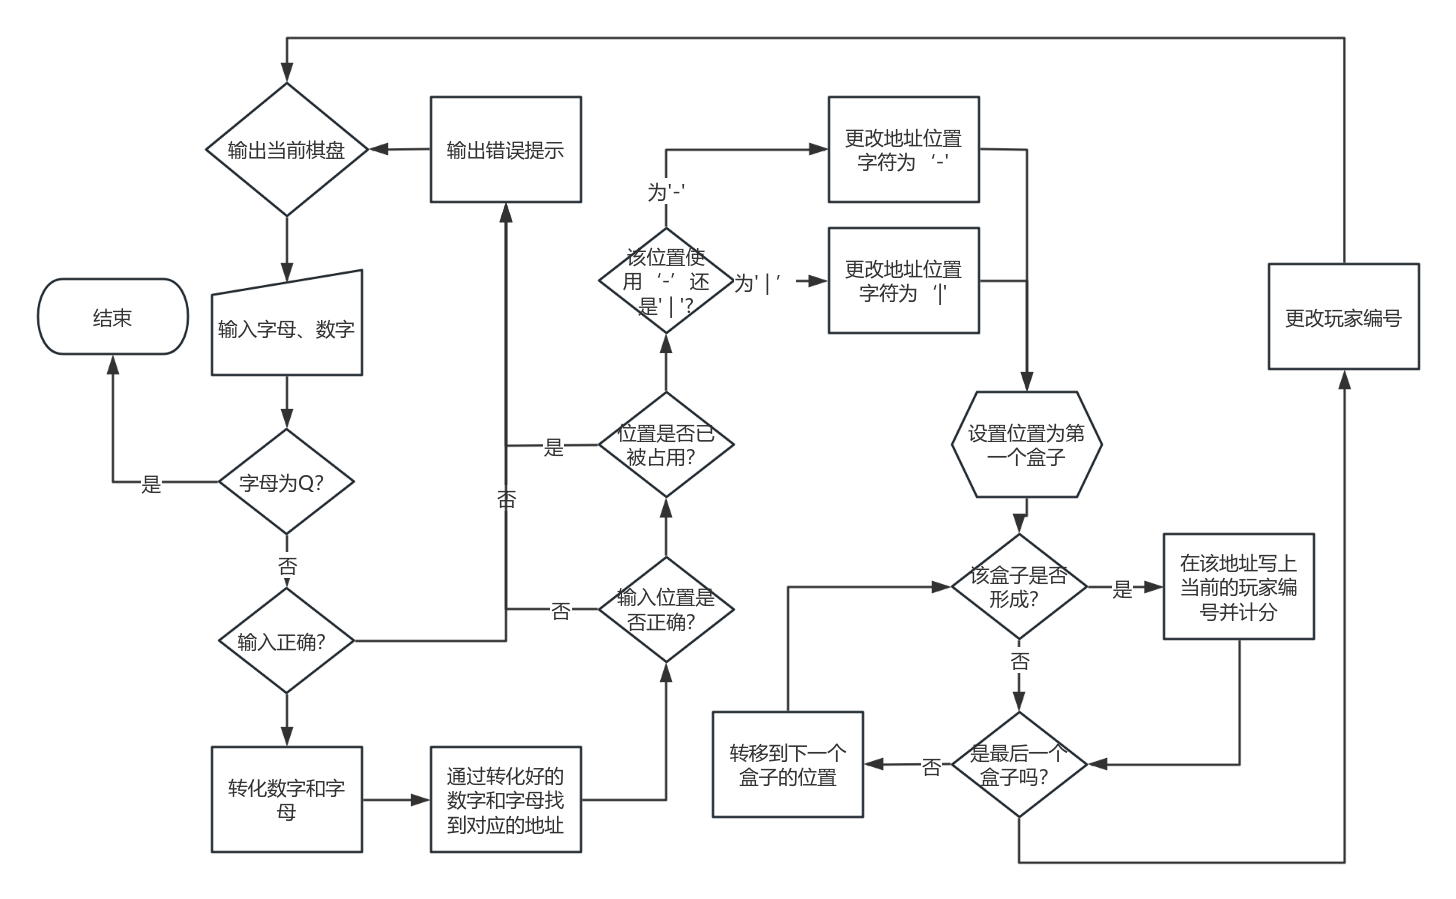 输出当前棋盘
输出错误提示
更改地址位置
字符为 ‘-'
为'-'
该位置使
用 ‘-’ 还
是' | '?
为' | ’
更改地址位置
字符为 ‘|'
结束
输入字母、数字
更改玩家编号
字母为Q?
是
否
位置是否已
被占用?
是
否
设置位置为第
一个盒子
输入正确?
输入位置是
否正确?
否
该盒子是否
形成?
是
在该地址写上
当前的玩家编
号并计分
否
转化数字和字
母
通过转化好的
数字和字母找
到对应的地址
转移到下一个
盒子的位置
否
是最后一个
盒子吗?